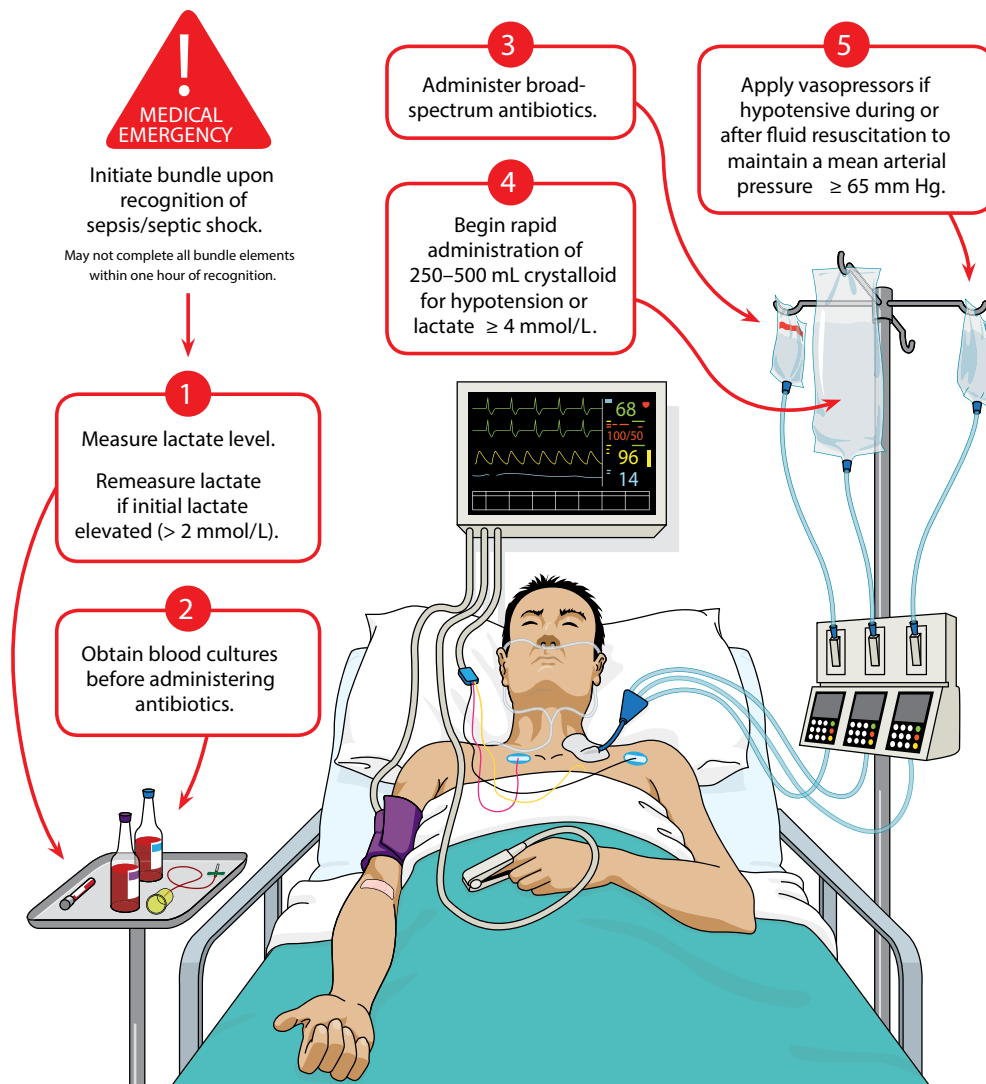 !
MEDICAL
EMERGENCY
Initiate bundle upon
recognition of
sepsis/septic shock.
May not complete all bundle elements
within one hour of recognition.
1
Measure lactate level.
Remeasure lactate
if initial lactate
elevated (> 2 mmol/L).
2
Obtain blood cultures
before administering
antibiotics.
3
Administer broad-
spectrum antibiotics.
4
Begin rapid
administration of
250–500 mL crystalloid
for hypotension or
lactate ≥ 4 mmol/L.
5
Apply vasopressors if
hypotensive during or
after fluid resuscitation to
maintain a mean arterial
pressure ≥ 65 mm Hg.
68
100/50
96
14